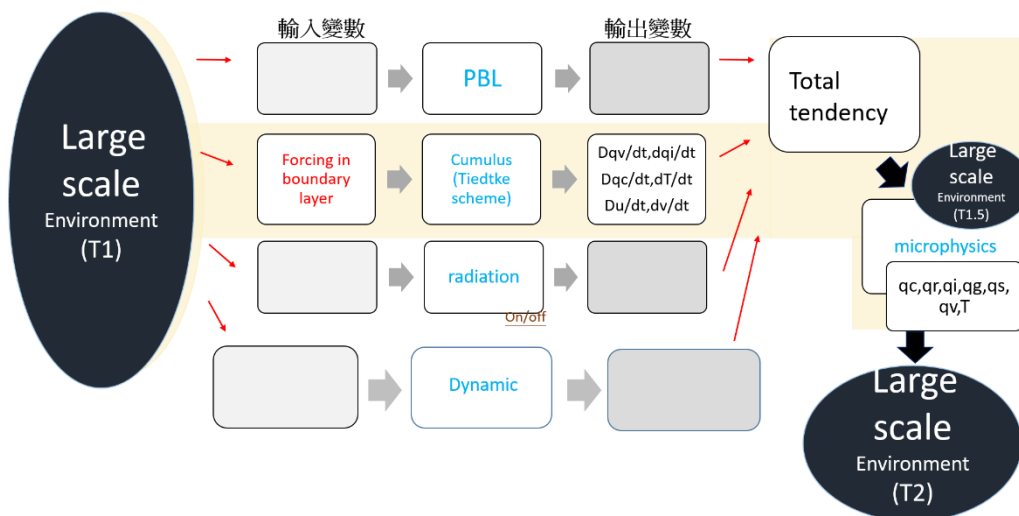 輸入變數
輸出變數
Large
scale
Environment
(T1)
PBL
Forcing in
boundary
layer
Cumulus
(Tiedtke
scheme)
Dqv/dt,dqi/dt
Dqc/dt,dT/dt
Du/dt,dv/dt
radiation
On/off
Dynamic
Total
tendency
Large
scale
Environment
(T1.5)
microphysics
qc,qr,qi,qg,qs,
qv,T
Large
scale
Environment
(T2)